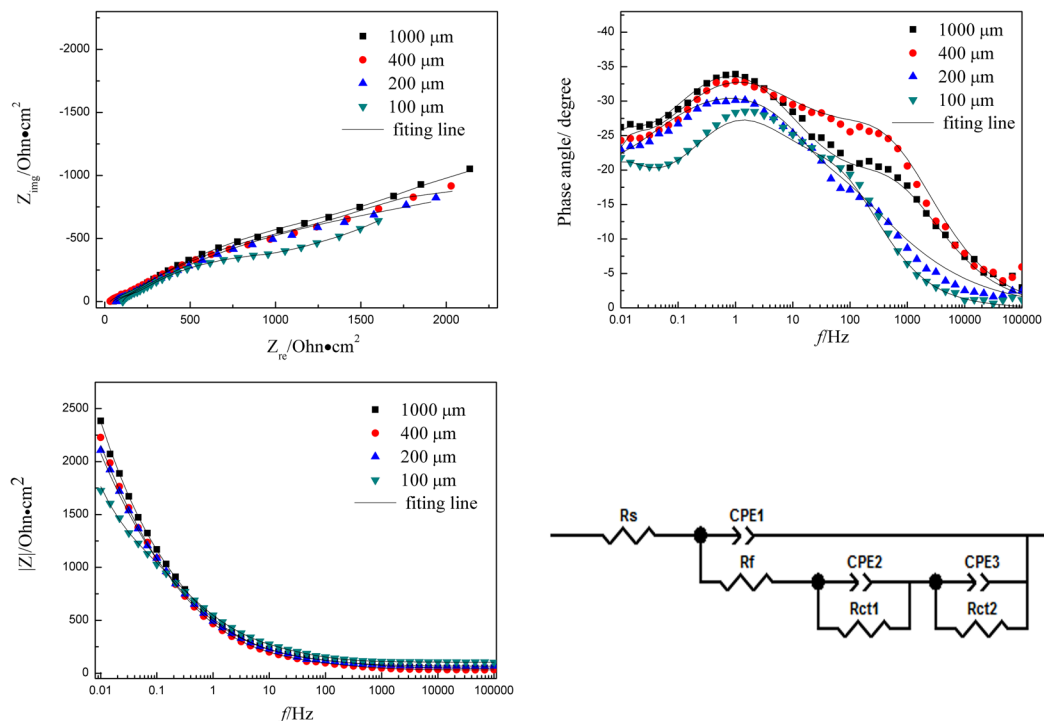 -2000
-1500
-1000
-500
0
0
500
1000
1500
2000
Z.img/Ohn•cm²
Zre/Ohn•cm²
1000 μm
400 μm
200 μm
100 μm
fiting line
-40
-35
-30
-25
-20
-15
-10
-5
0
0.01
0.1
1
10
100
1000
10000
100000
Phase angle/ degree
f/Hz
1000 μm
400 μm
200 μm
100 μm
fiting line
2500
2000
1500
1000
500
0
0.01
0.1
1
10
100
1000
10000
100000
|Z|/Ohn•cm²
f/Hz
1000 μm
400 μm
200 μm
100 μm
fiting line
Rs
CPE1
Rf
CPE2
CPE3
Rct1
Rct2